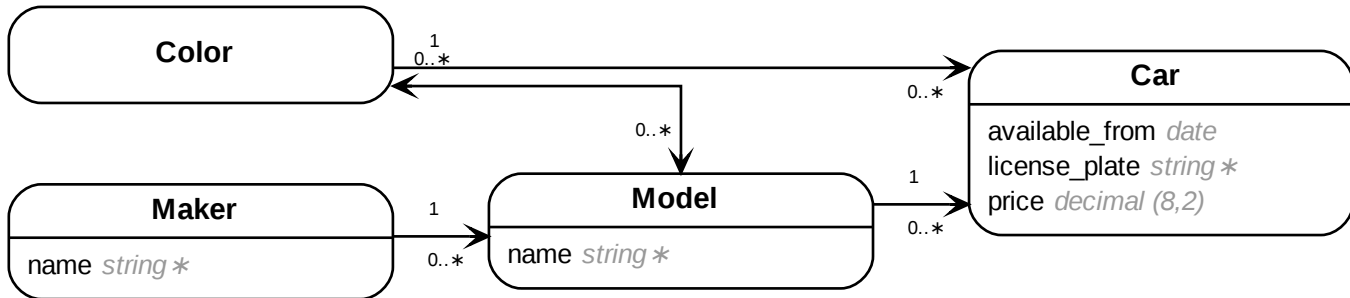 Color
1
0..∗
0..∗
Car
available_from date
license_plate string ∗
price decimal (8,2)
0..∗
Maker
name string ∗
1
0..∗
Model
name string ∗
1
0..∗